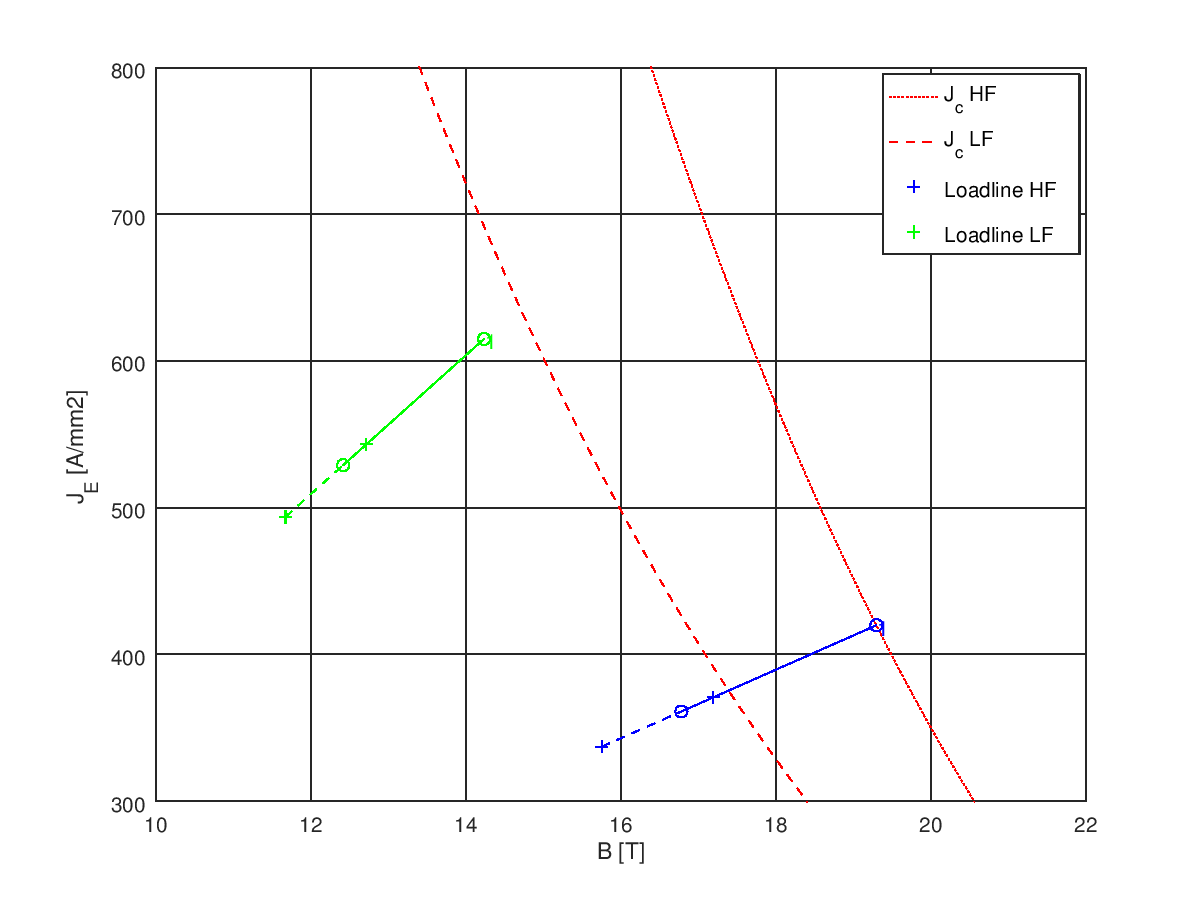 800
700
600
500
400
300
10 12 14 16 18 20 22
B [T]
J_E [A/mm2]
J_c HF
J_c LF
Loadline HF
Loadline LF